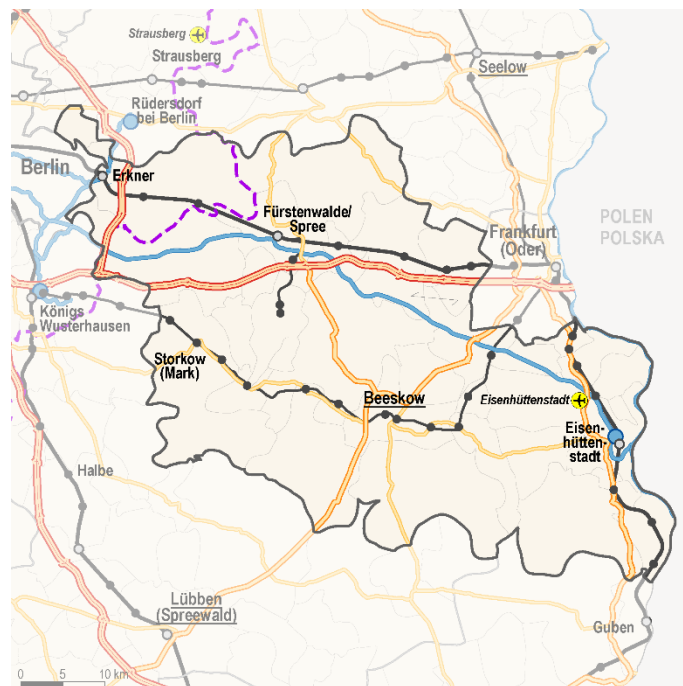 Strausberg
Strausberg
Seelow
Rüdersdorf
bei Berlin
Berlin
Erkner
Fürstenwalde/
Spree
Frankfurt
(Oder)
POLEN
POLSKA
Königs
Wusterhausen
Storkow
(Mark)
Beeskow
Eisenhüttenstadt
Eisen-
hütten-
stadt
Halbe
Lübben
(Spreewald)
Guben
0 5 10 km